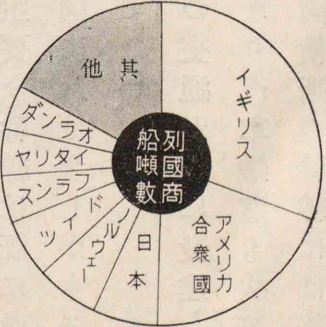 列國商
船噸數
イギリス
アメリカ
合衆國
日本
ノルウェー
ドイツ
フランス
イタリヤ
オランダ
其他